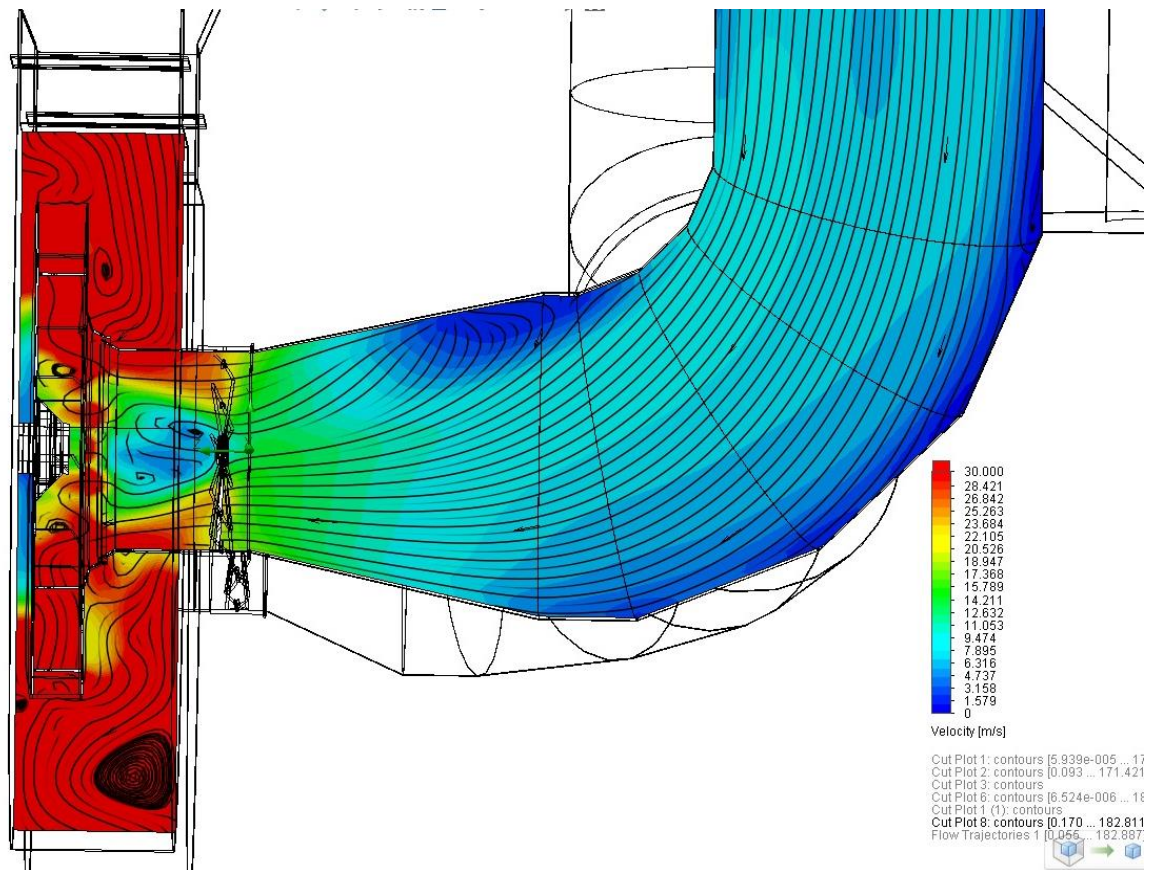 30.000
28.421
26.842
25.263
23.684
22.105
20.526
18.947
17.368
15.789
14.211
12.632
11.053
9.474
7.895
6.316
4.737
3.158
1.579
0
Velocity [m/s]
Cut Plot 1: contours [5.939e-005 ... 17
Cut Plot 2: contours [0.093 ... 171.421
Cut Plot 3: contours
Cut Plot 6: contours [6.524e-006 ... 18
Cut Plot 1 (1): contours
Cut Plot 8: contours [0.170 ... 182.811
Flow Trajectories 1 [0.055 ... 182.887